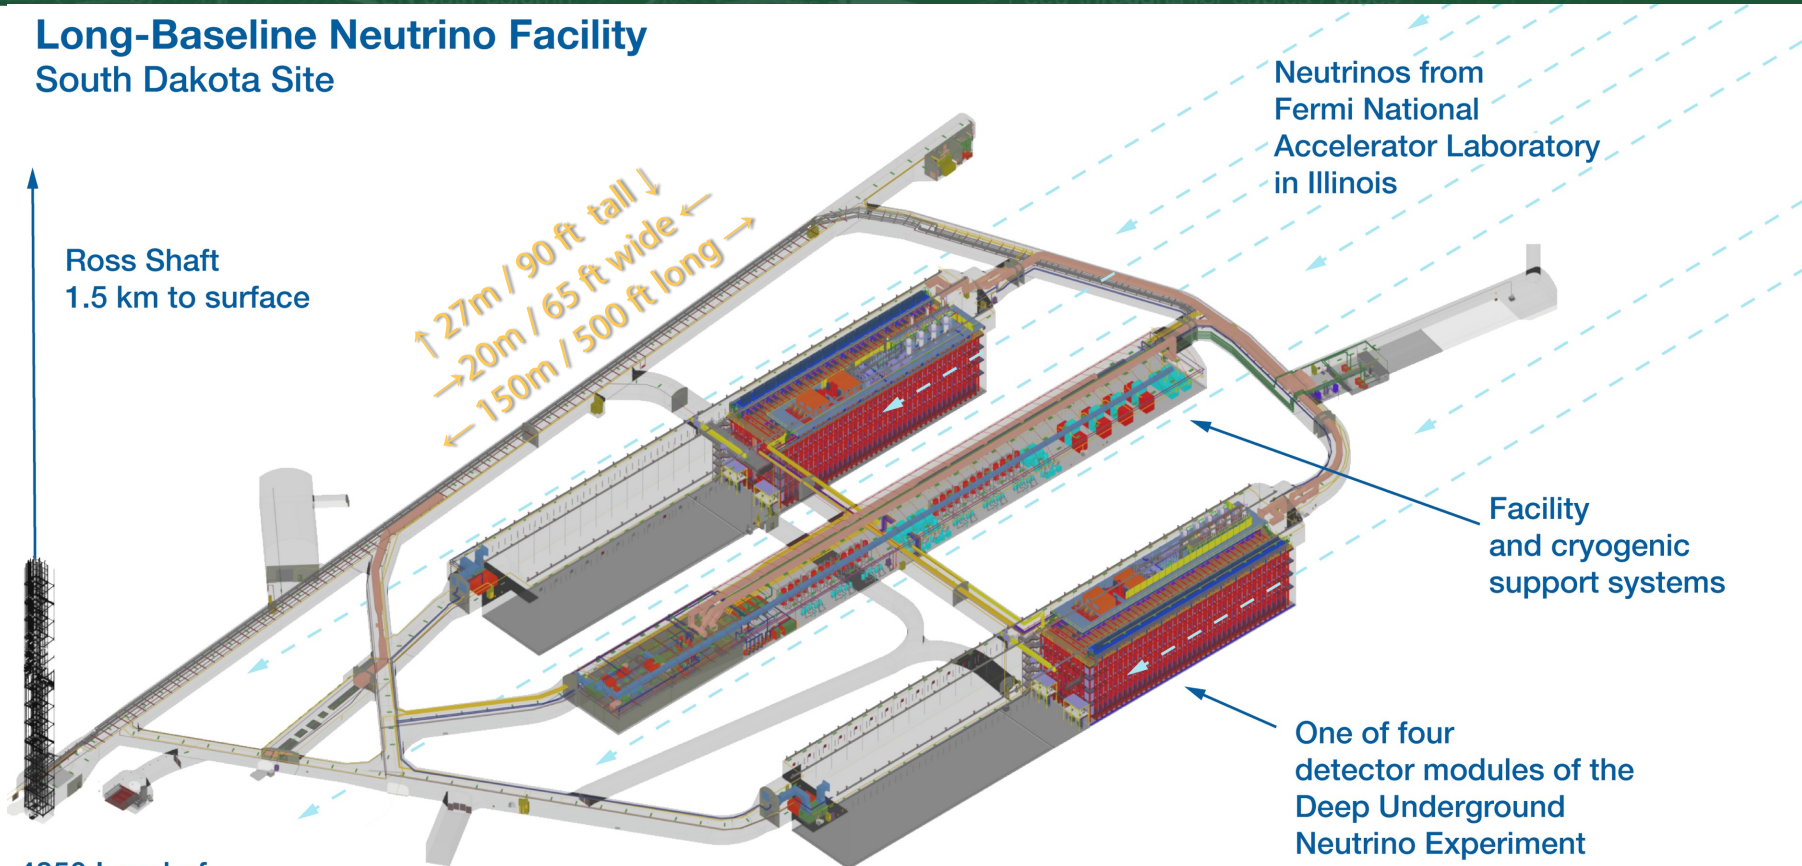 Long-Baseline Neutrino Facility
South Dakota Site
Neutrinos from
Fermi National
Accelerator Laboratory
in Illinois
Ross Shaft
1.5 km to surface
↑ 27m / 90 ft tall ↓
→20m / 65 ft wide ←
← 150m / 500 ft long →
Facility
and cryogenic
support systems
One of four
detector modules of the
Deep Underground
Neutrino Experiment